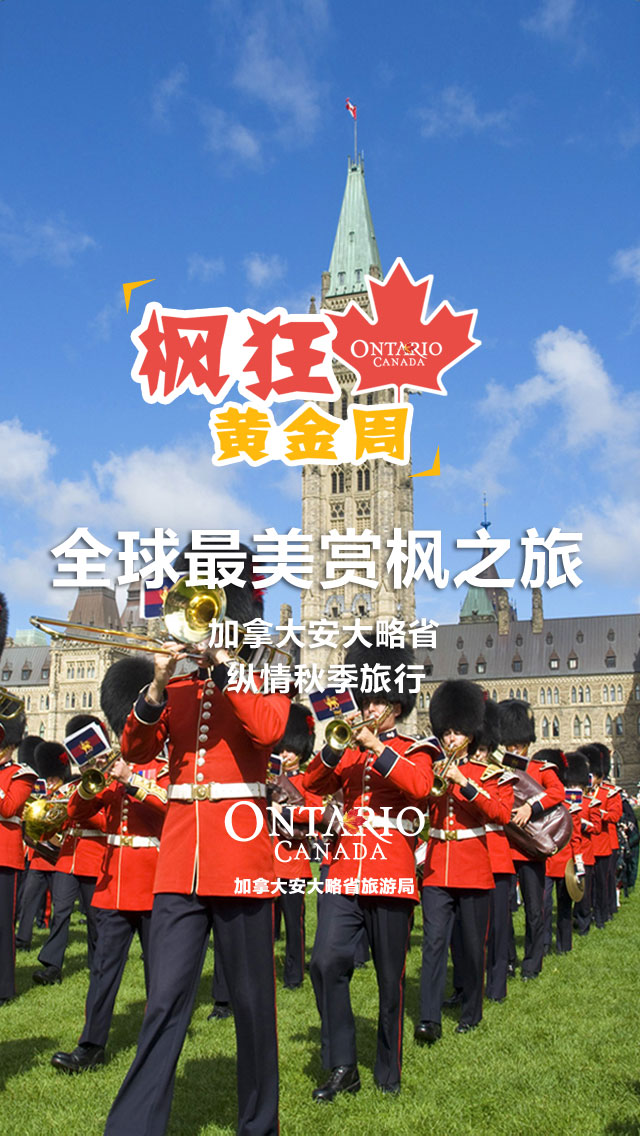 疯狂
ONTARIO
CANADA
黄金周
全球最美赏枫之旅
加拿大安大略省
纵情秋季旅行
ONTARIO
CANADA
加拿大安大略省旅游局